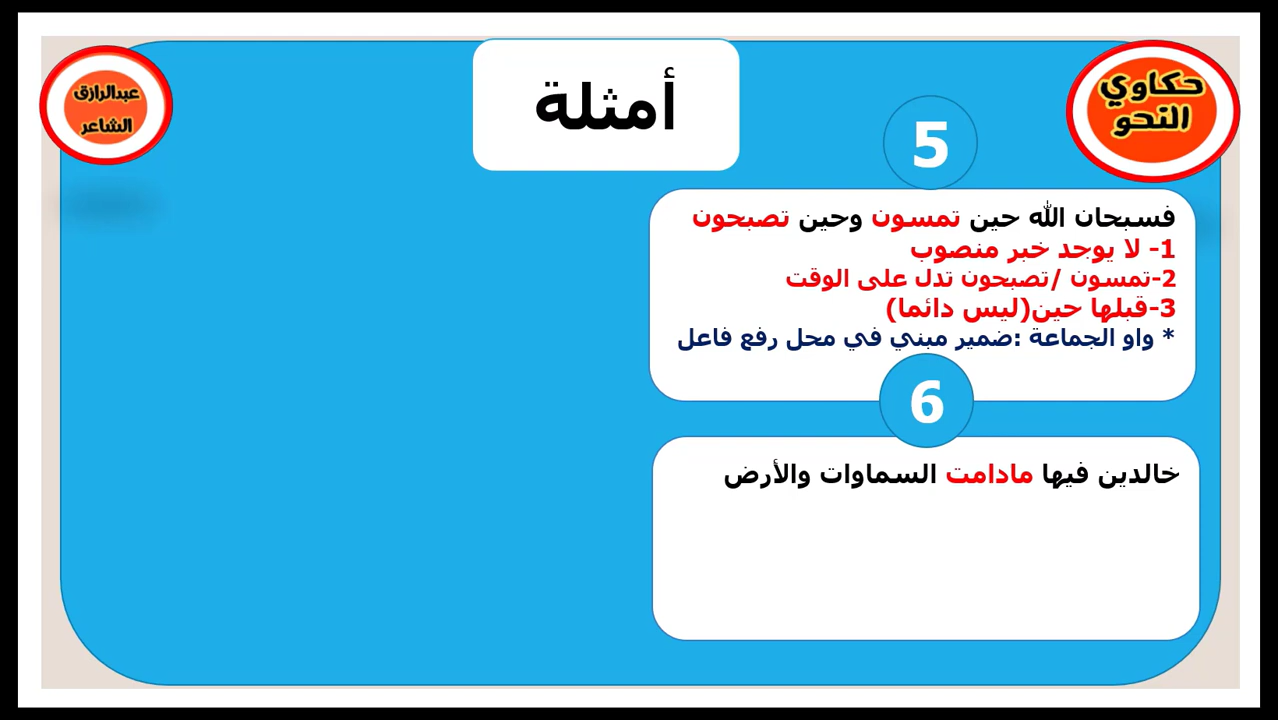 حكاوي
النحو
عبدالرازق
الشاعر
أمثلة
5
فسبحان الله حين تمسون وحين تصبحون
1- لا يوجد خبر منصوب
2-تمسون /تصبحون تدل على الوقت
3-قبلها حين(ليس دائما)
* واو الجماعة :ضمير مبني في محل رفع فاعل
6
خالدين فيها مادامت السماوات والأرض